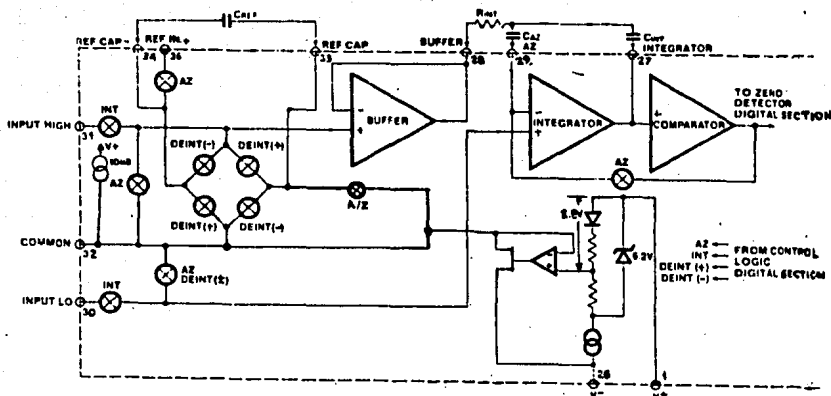 CREF
RINT
CAZ
CINT
REF CAP-
REF IN+
REF CAP
BUFFER
AZ
INTEGRATOR
34
36
33
28
29
27
AZ
INPUT HIGH
INT
31
V+
10mA
AZ
DEINT(-)
DEINT(+)
DEINT(+)
DEINT(-)
-
+
BUFFER
-
+
INTEGRATOR
+
COMPARATOR
TO ZERO
DETECTOR
DIGITAL SECTION
AZ
A/Z
COMMON
32
AZ
DEINT(±)
INPUT LO
INT
30
6.2V
AZ
INT
DEINT (+)
DEINT (-)
FROM CONTROL
LOGIC
DIGITAL SECTION
26
V-
1
V+